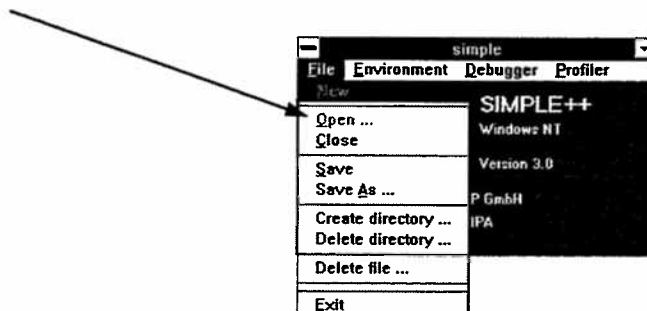 simple
File Environment Debugger Profiler
New
Open ...
Close
Save
Save As ...
Create directory ...
Delete directory ...
Delete file ...
Exit
SIMPLE++
Windows NT
Version 3.0
P GmbH
IPA